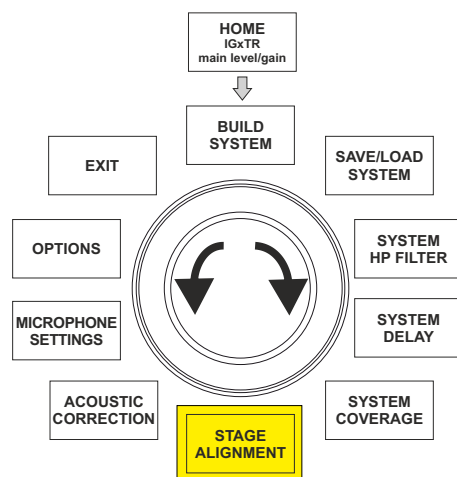 HOME
IGxTR
main level/gain
BUILD
SYSTEM
EXIT
SAVE/LOAD
SYSTEM
OPTIONS
SYSTEM
HP FILTER
MICROPHONE
SETTINGS
SYSTEM
DELAY
ACOUSTIC
CORRECTION
SYSTEM
COVERAGE
STAGE
ALIGNMENT